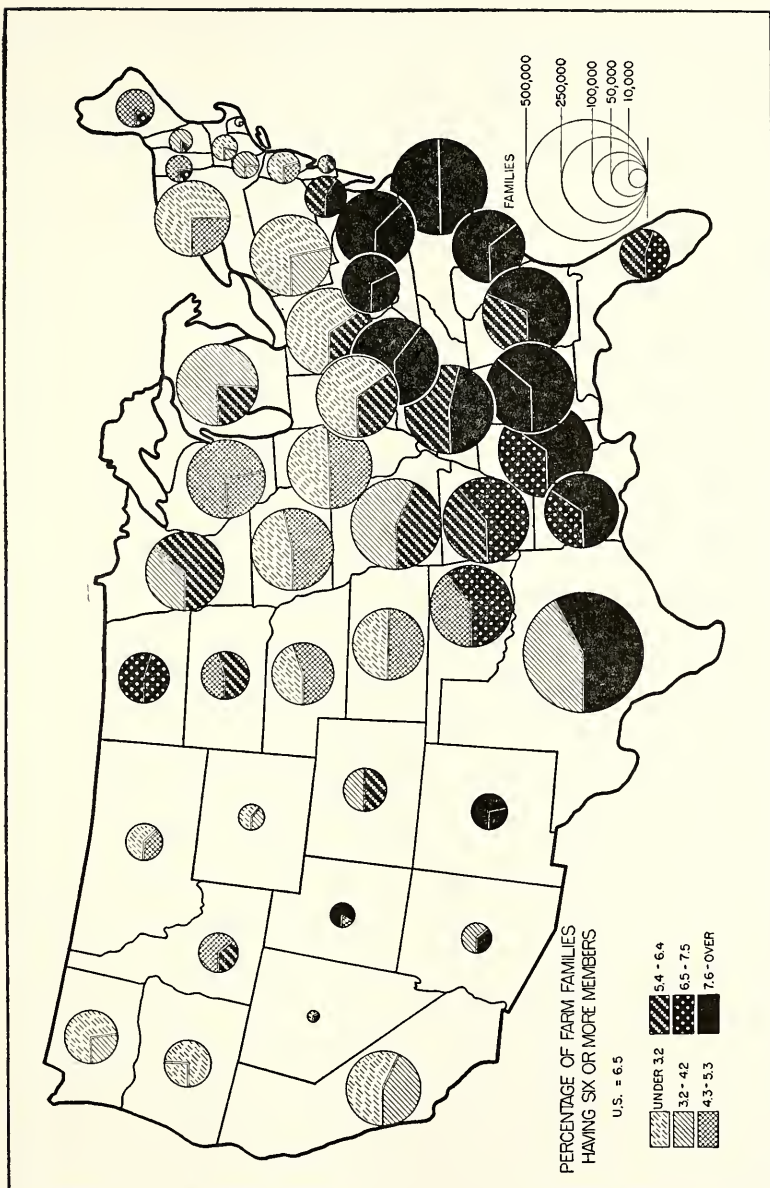 PERCENTAGE OF FARM FAMILIES
HAVING SIX OR MORE MEMBERS
U.S. = 6.5
UNDER 3.2
3.2 - 4.2
4.3 - 5.3
5.4 - 6.4
6.5 - 7.5
7.6 - OVER
FAMILIES
500,000
250,000
100,000
50,000
10,000